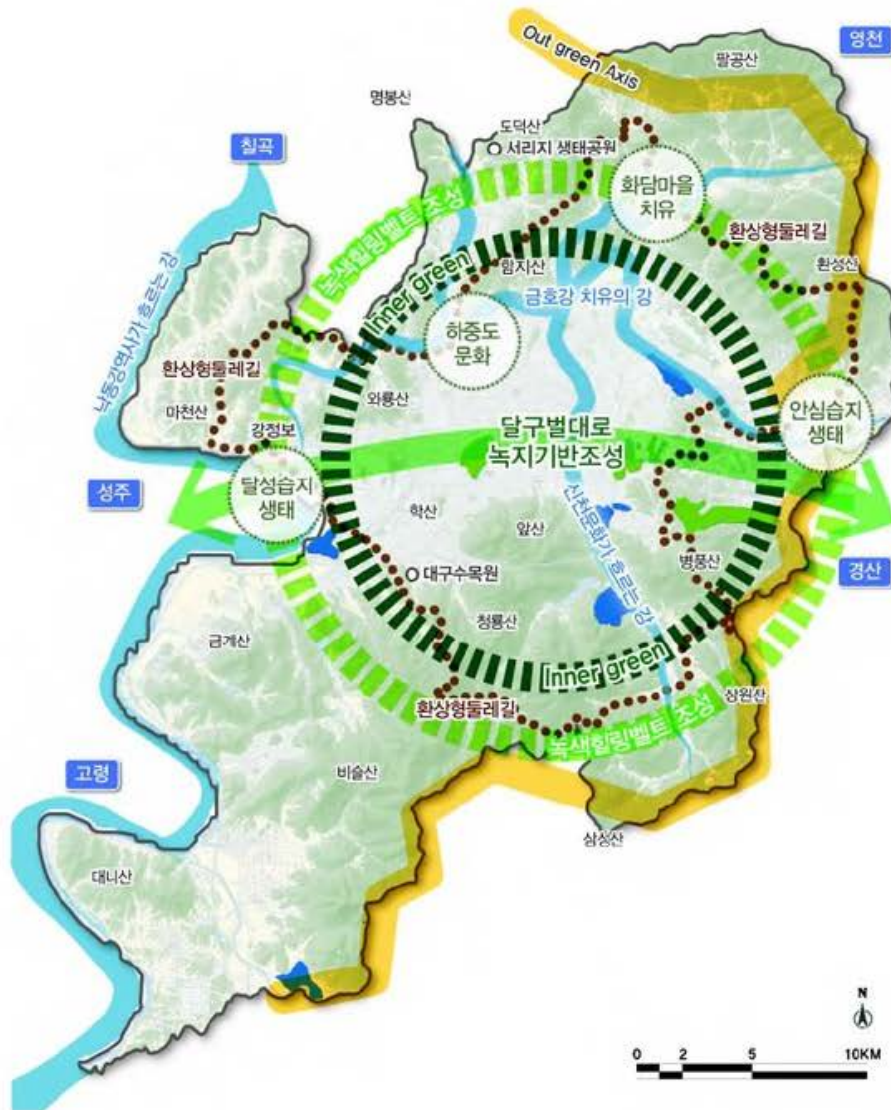 Out green Axis
영천
팔공산
명봉산
도덕산
서리지 생태공원
칠곡
화담마을
치유
녹색힐링벨트 조성
환상형둘레길
환성산
Inner green
함지산
금호강 치유의 강
하중도
문화
낙동강역사가 흐르는 강
환상형둘레길
마천산
와룡산
강정보
안심습지
생태
달구벌대로
녹지기반조성
성주
달성습지
생태
학산
앞산
신천문화가 흐르는 강
대구수목원
병풍산
경산
청룡산
금계산
Inner green
환상형둘레길
녹색힐링벨트 조성
상원산
고령
비슬산
삼성산
대니산
N
0 2 5 10KM